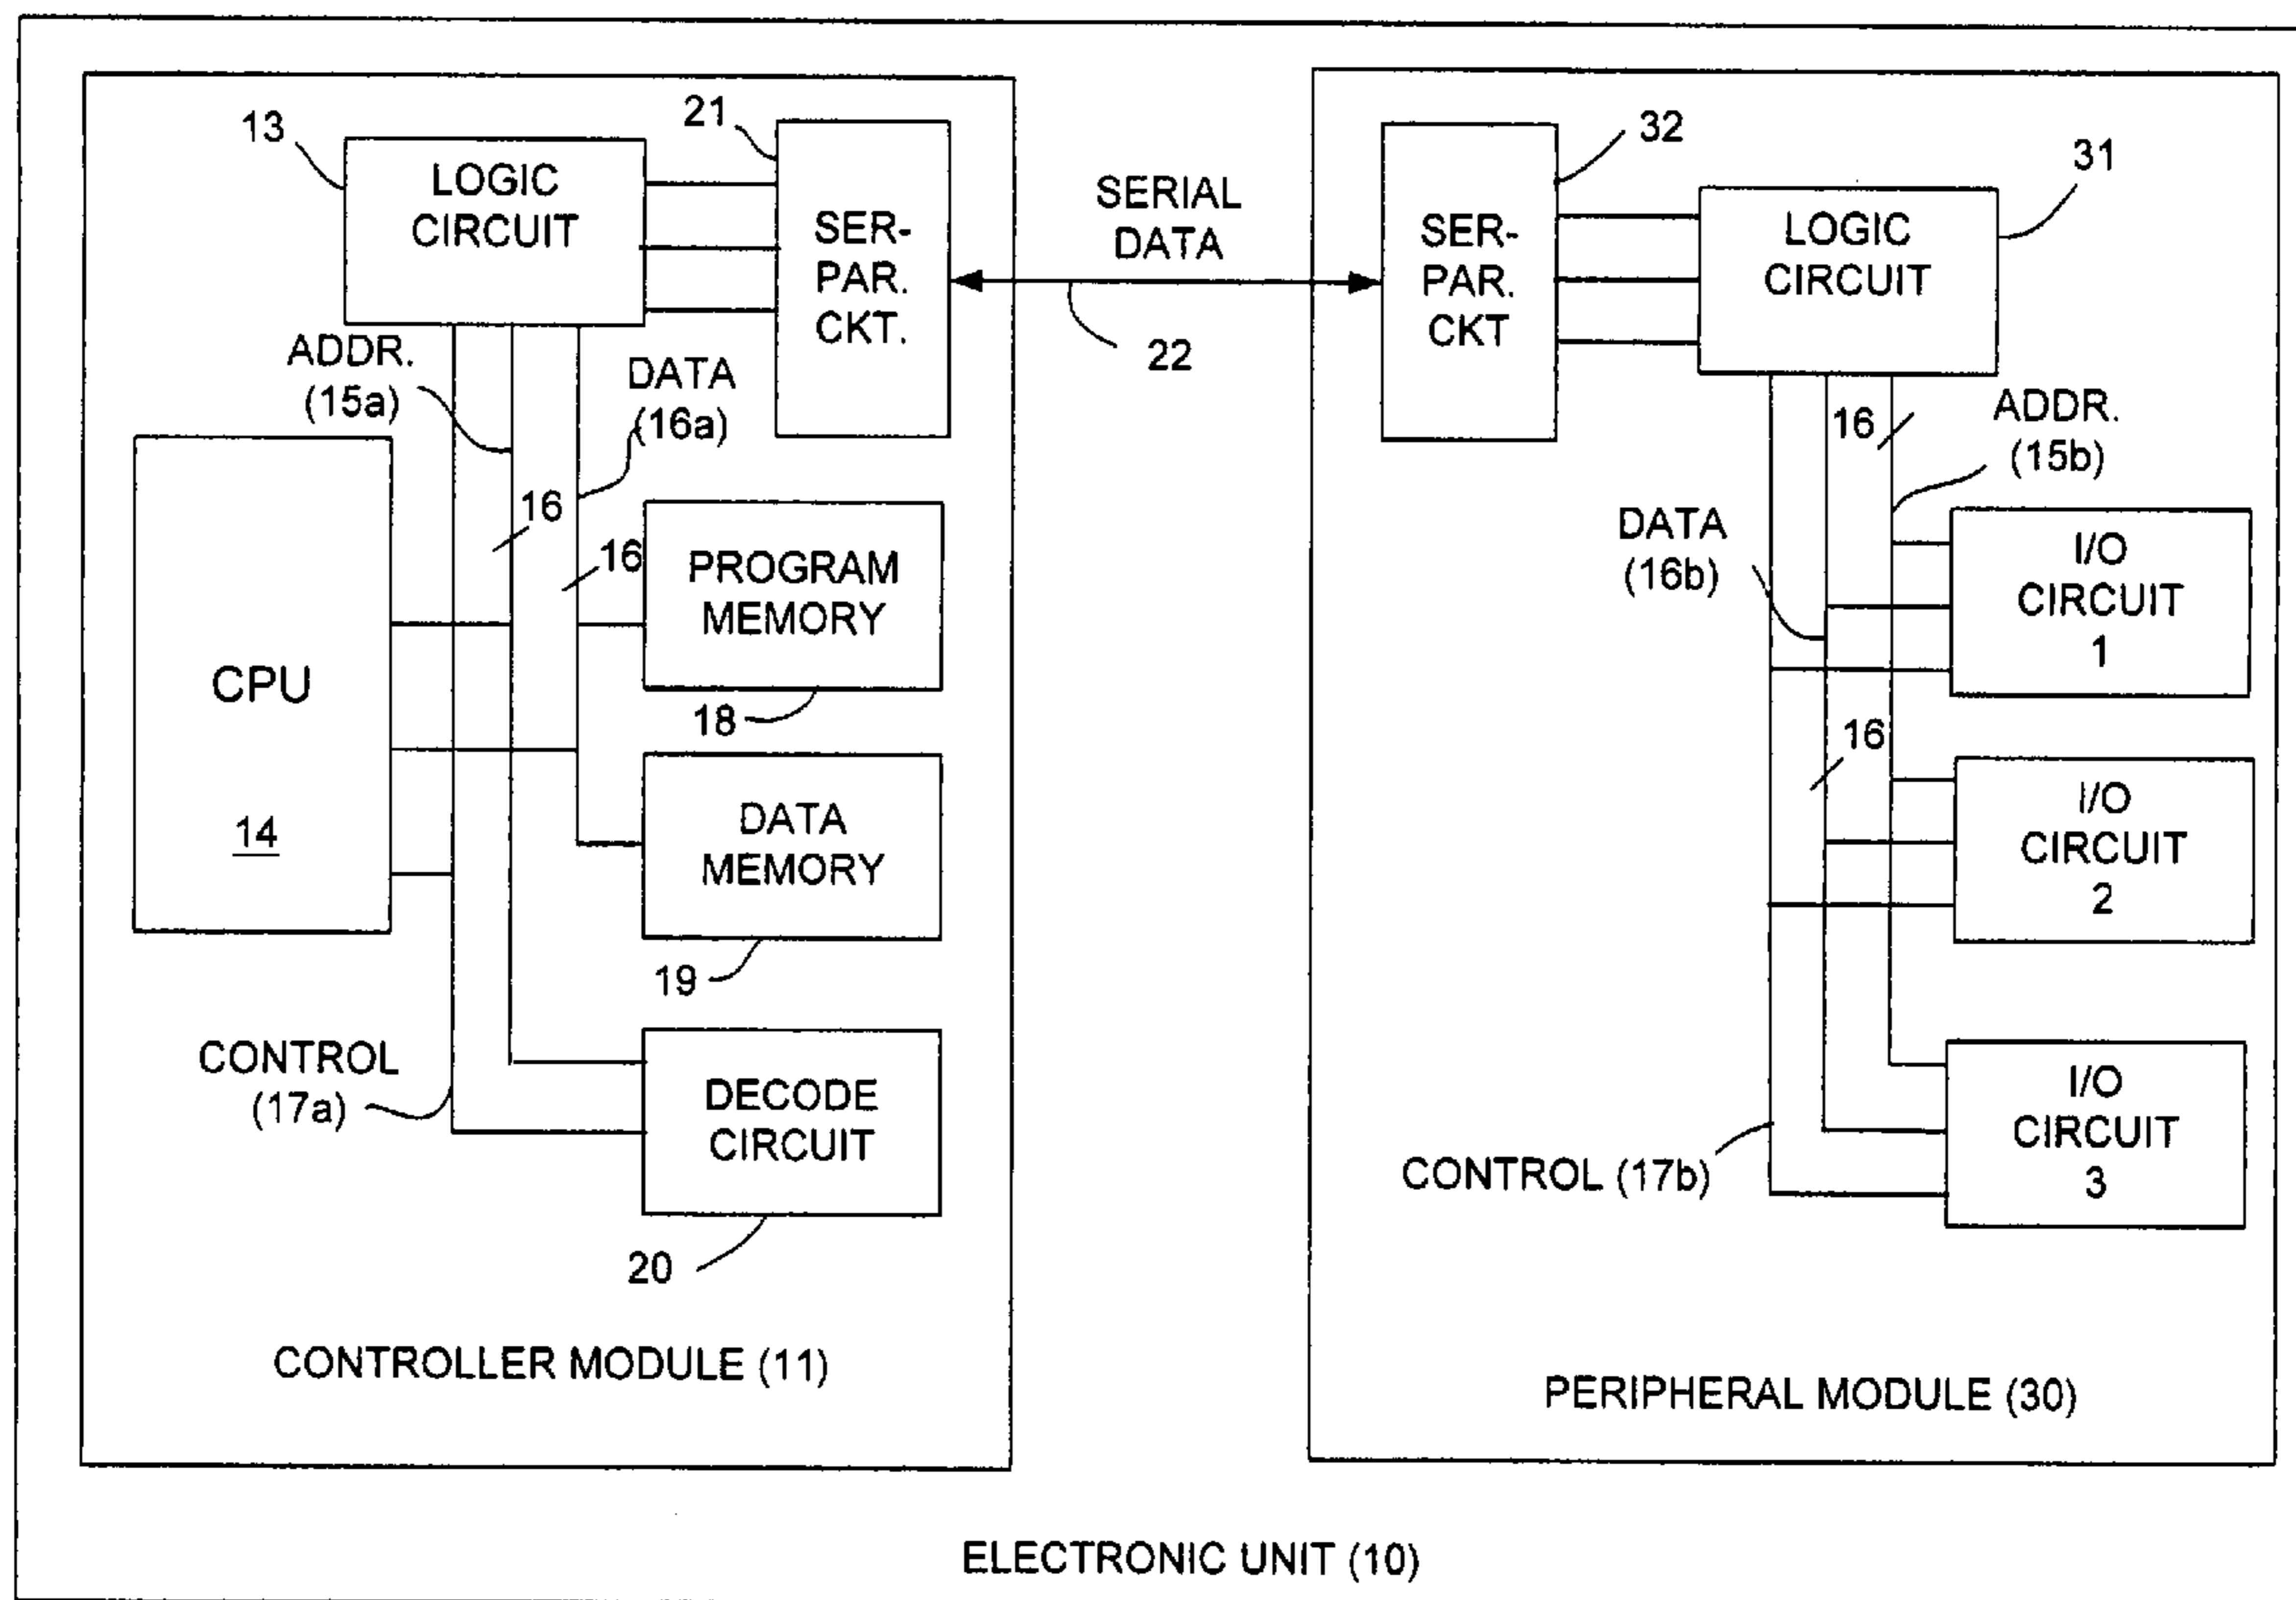 13
LOGIC
CIRCUIT
21
SER-
PAR.
CKT.
SERIAL
DATA
22
32
SER-
PAR.
CKT
LOGIC
CIRCUIT
31
ADDR.
(15a)
DATA
(16a)
16
16
CPU
14
PROGRAM
MEMORY
18
DATA
MEMORY
19
CONTROL
(17a)
DECODE
CIRCUIT
20
CONTROLLER MODULE (11)
16
ADDR.
(15b)
DATA
(16b)
16
I/O
CIRCUIT
1
I/O
CIRCUIT
2
I/O
CIRCUIT
3
CONTROL (17b)
PERIPHERAL MODULE (30)
ELECTRONIC UNIT (10)